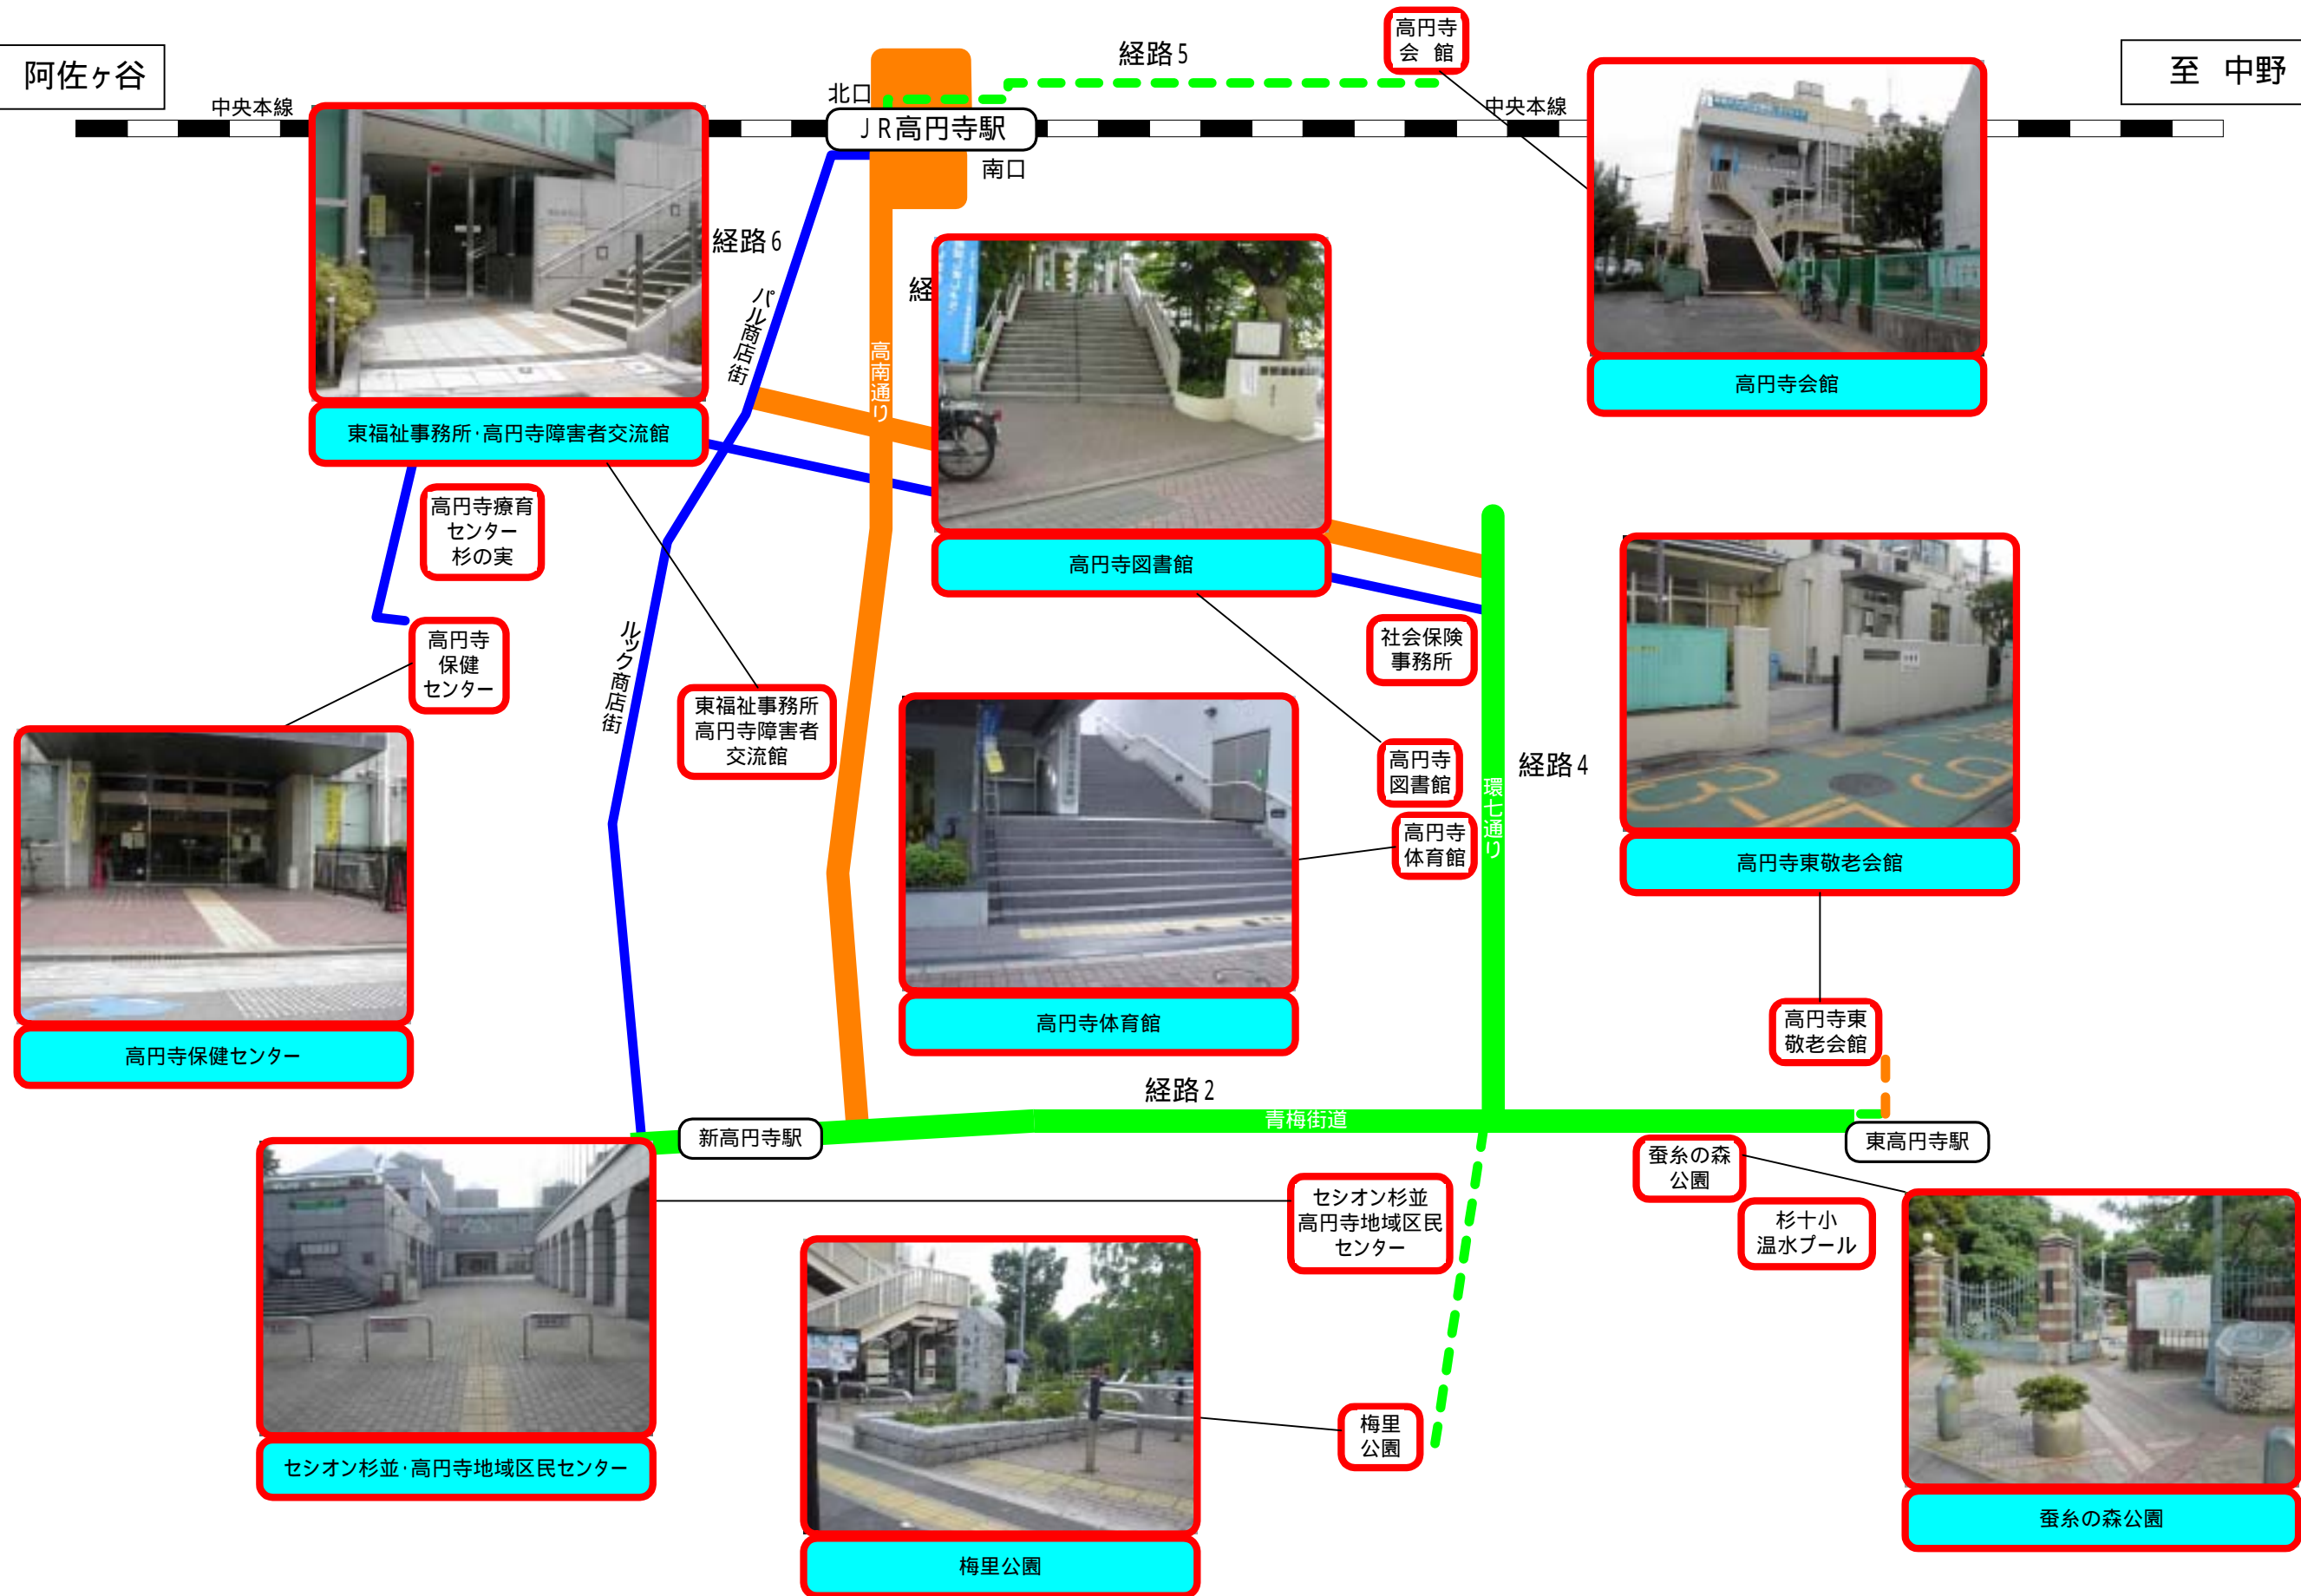 高円寺
会 館
経路5
阿佐ヶ谷
至 中野
北口
中央本線
中央本線
JR高円寺駅
南口
経路6
経
パル商店街
高南通り
高円寺会館
東福祉事務所・高円寺障害者交流館
高円寺療育
センター
杉の実
高円寺図書館
高円寺
保健
センター
ルック商店街
社会保険
事務所
東福祉事務所
高円寺障害者
交流館
高円寺
図書館
経路4
環七通り
高円寺
体育館
高円寺東敬老会館
高円寺体育館
高円寺保健センター
高円寺東
敬老会館
経路2
青梅街道
新高円寺駅
東高円寺駅
蚕糸の森
公園
セシオン杉並
高円寺地域区民
センター
杉十小
温水プール
梅里
公園
セシオン杉並・高円寺地域区民センター
蚕糸の森公園
梅里公園